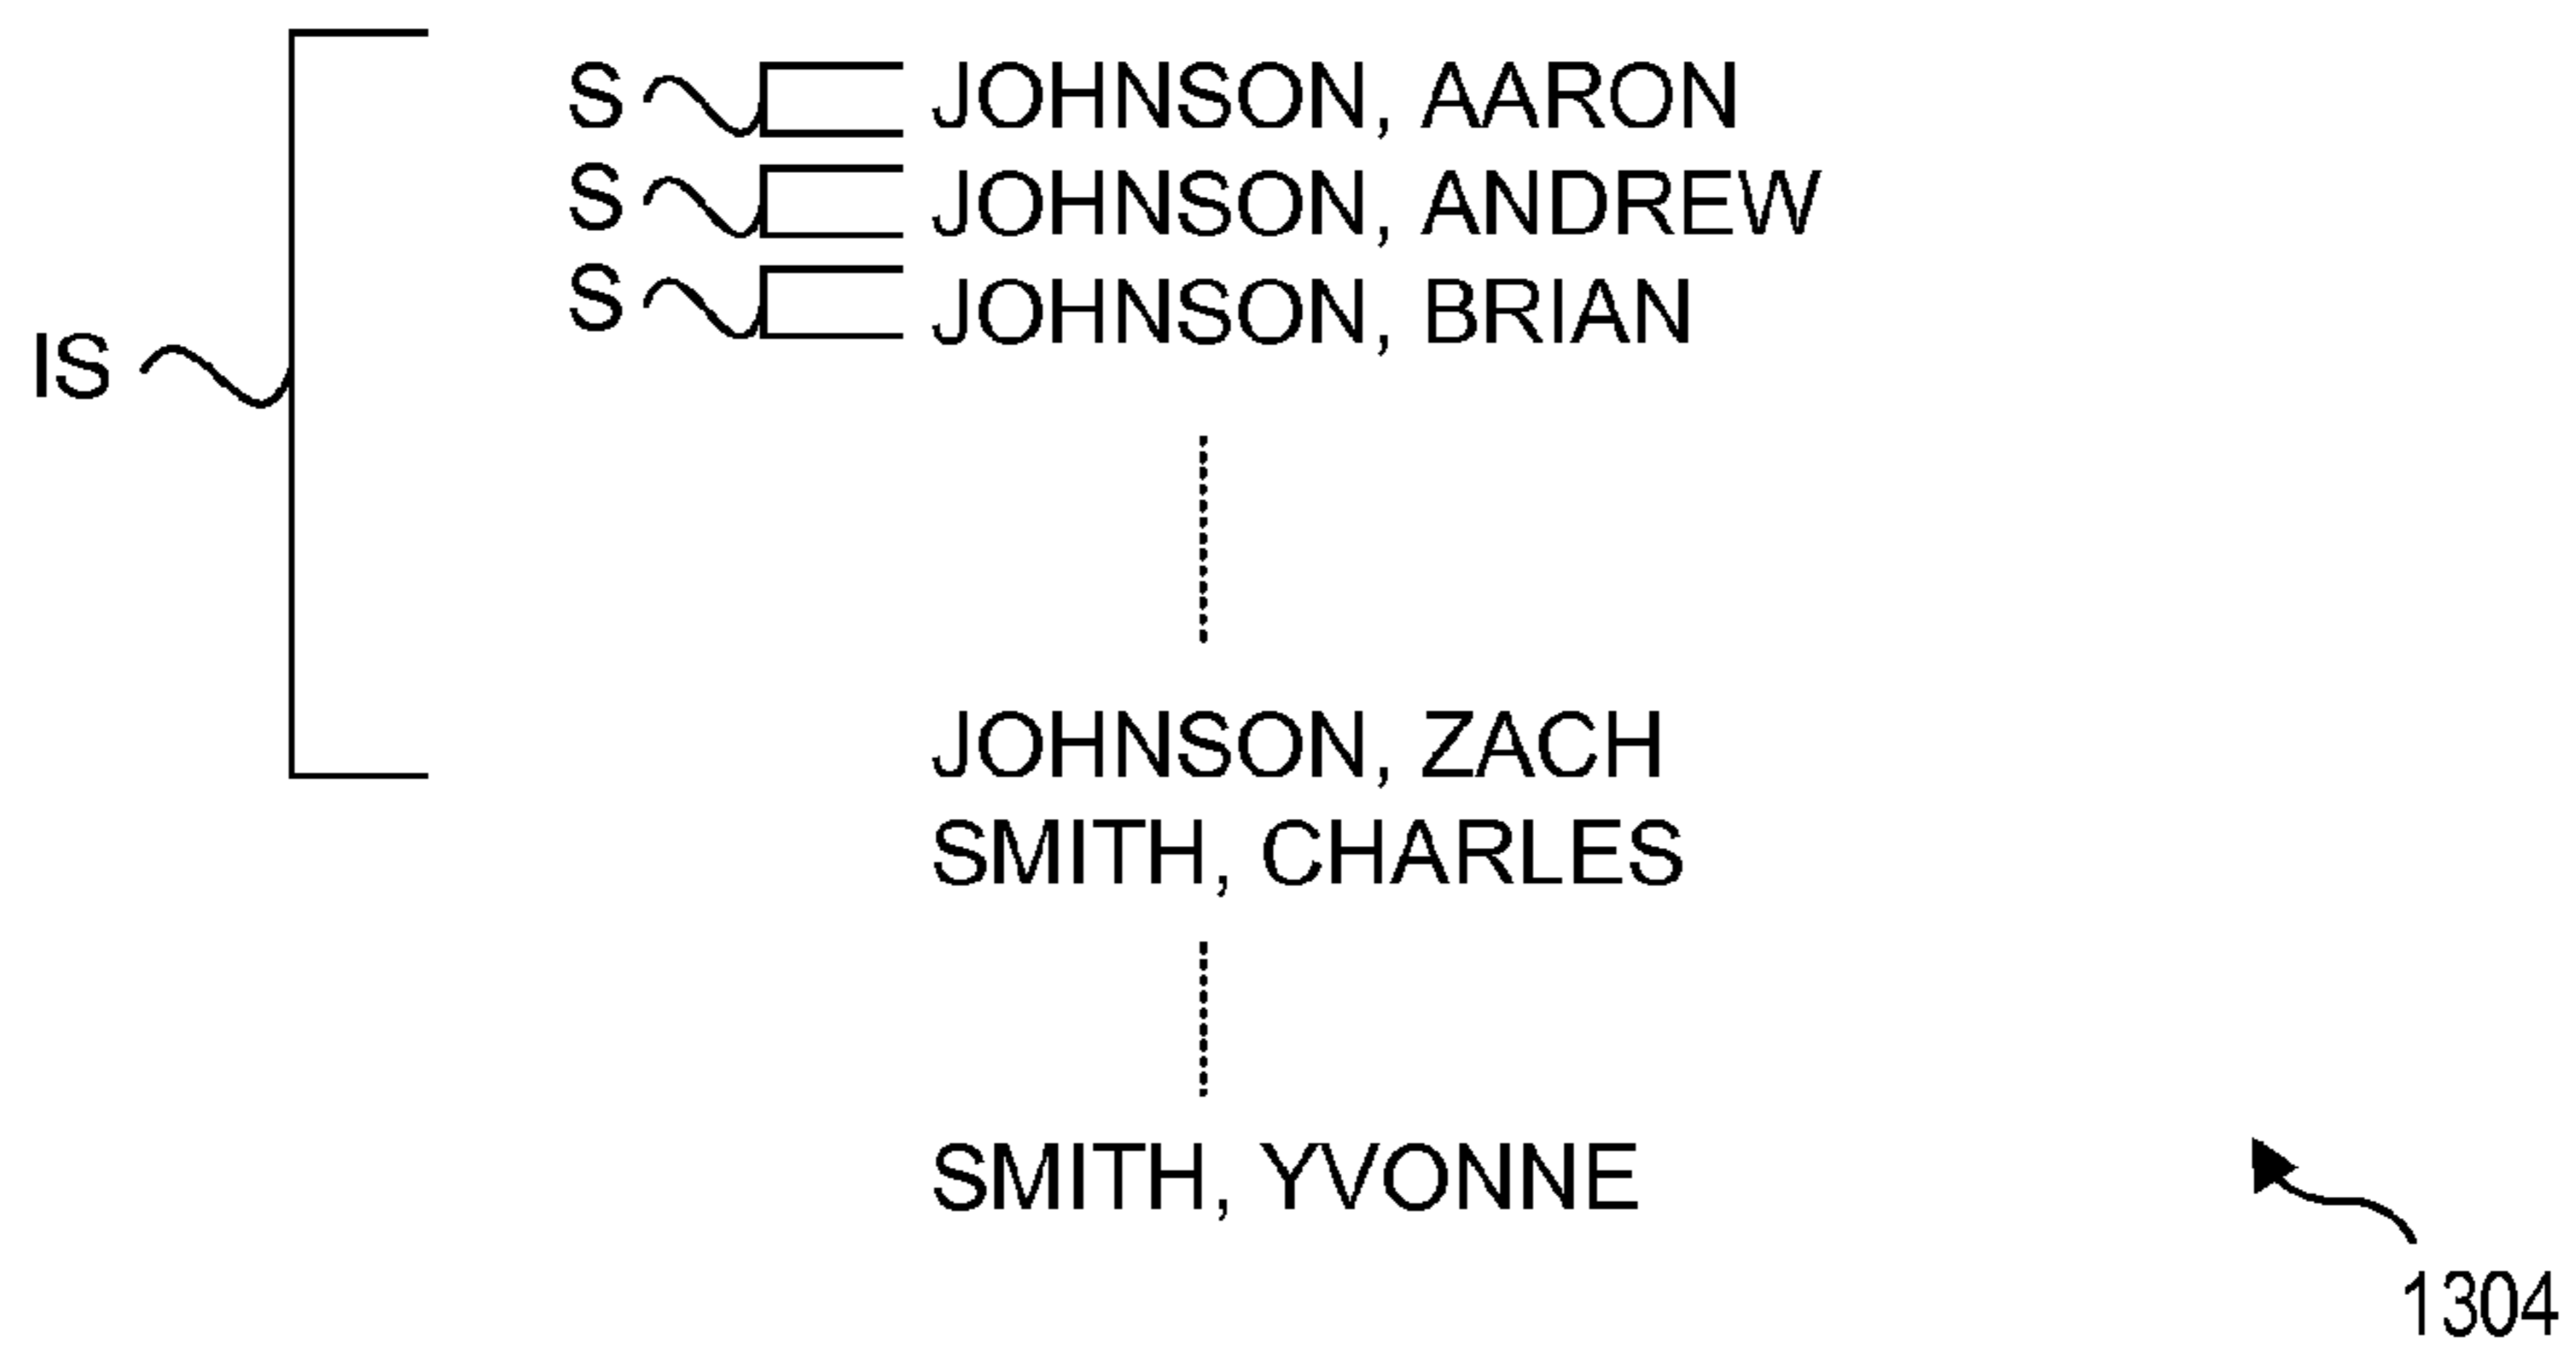 S JOHNSON, AARON
S JOHNSON, ANDREW
S JOHNSON, BRIAN
IS
JOHNSON, ZACH
SMITH, CHARLES
SMITH, YVONNE
1304